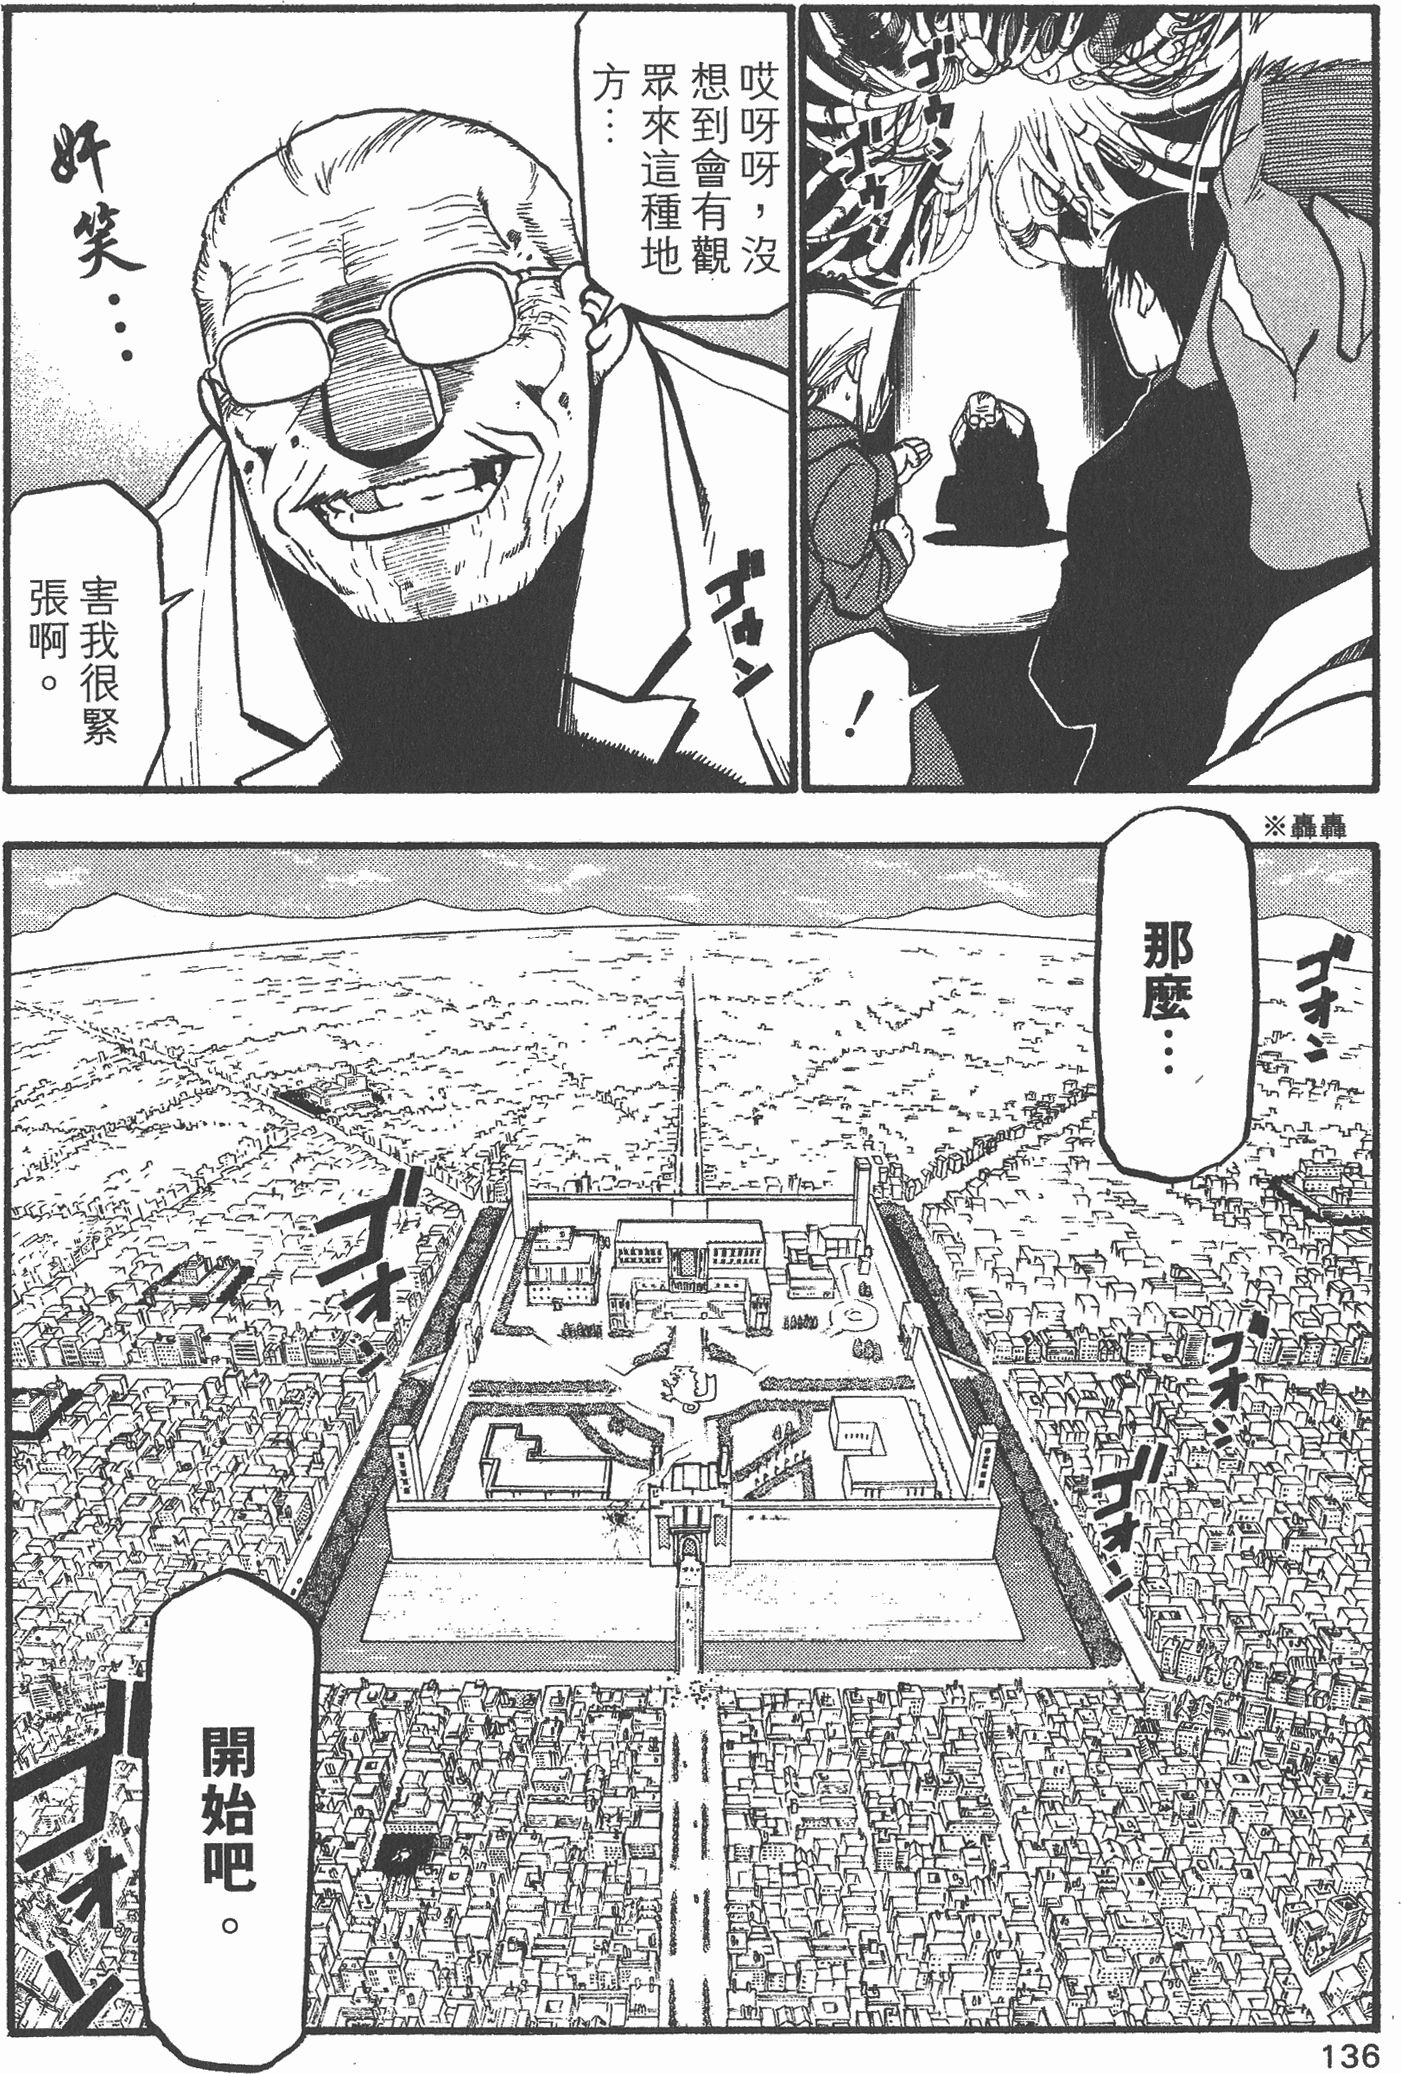 ゴウン
ゴウン
！
哎呀呀，沒
想到會有觀
眾來這種地
方…
奸笑…
ゴウン
害我很緊
張啊。
※轟轟
那麼…
ゴオン
ゴオン
ゴオン
ゴオン
ゴオン
開始吧。
136